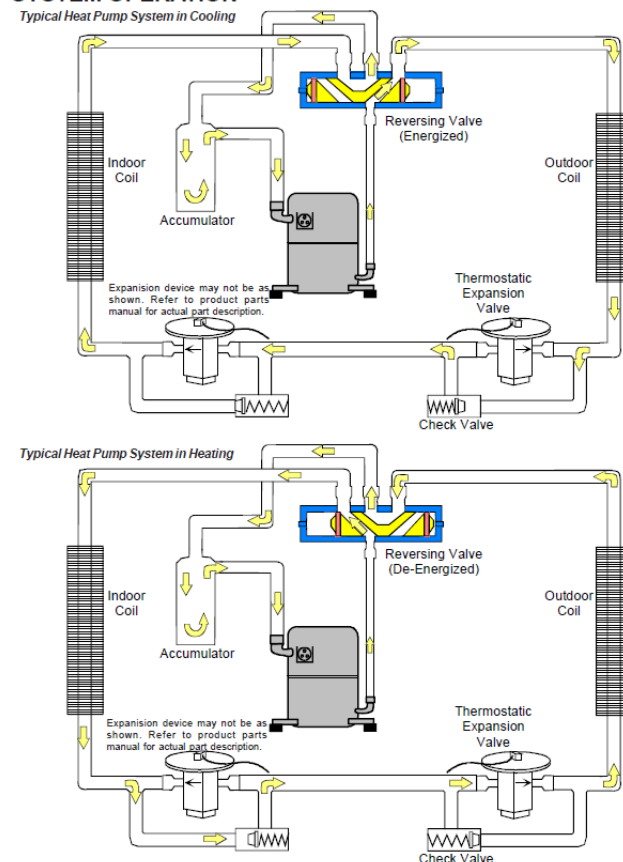 Typical Heat Pump System in Cooling
Reversing Valve
(Energized)
Indoor
Coil
Outdoor
Coil
Accumulator
Expanision device may not be as
shown. Refer to product parts
manual for actual part description.
Thermostatic
Expansion
Valve
Check Valve
Typical Heat Pump System in Heating
Reversing Valve
(De-Energized)
Indoor
Coil
Outdoor
Coil
Accumulator
Expanision device may not be as
shown. Refer to product parts
manual for actual part description.
Thermostatic
Expansion
Valve
Check Valve